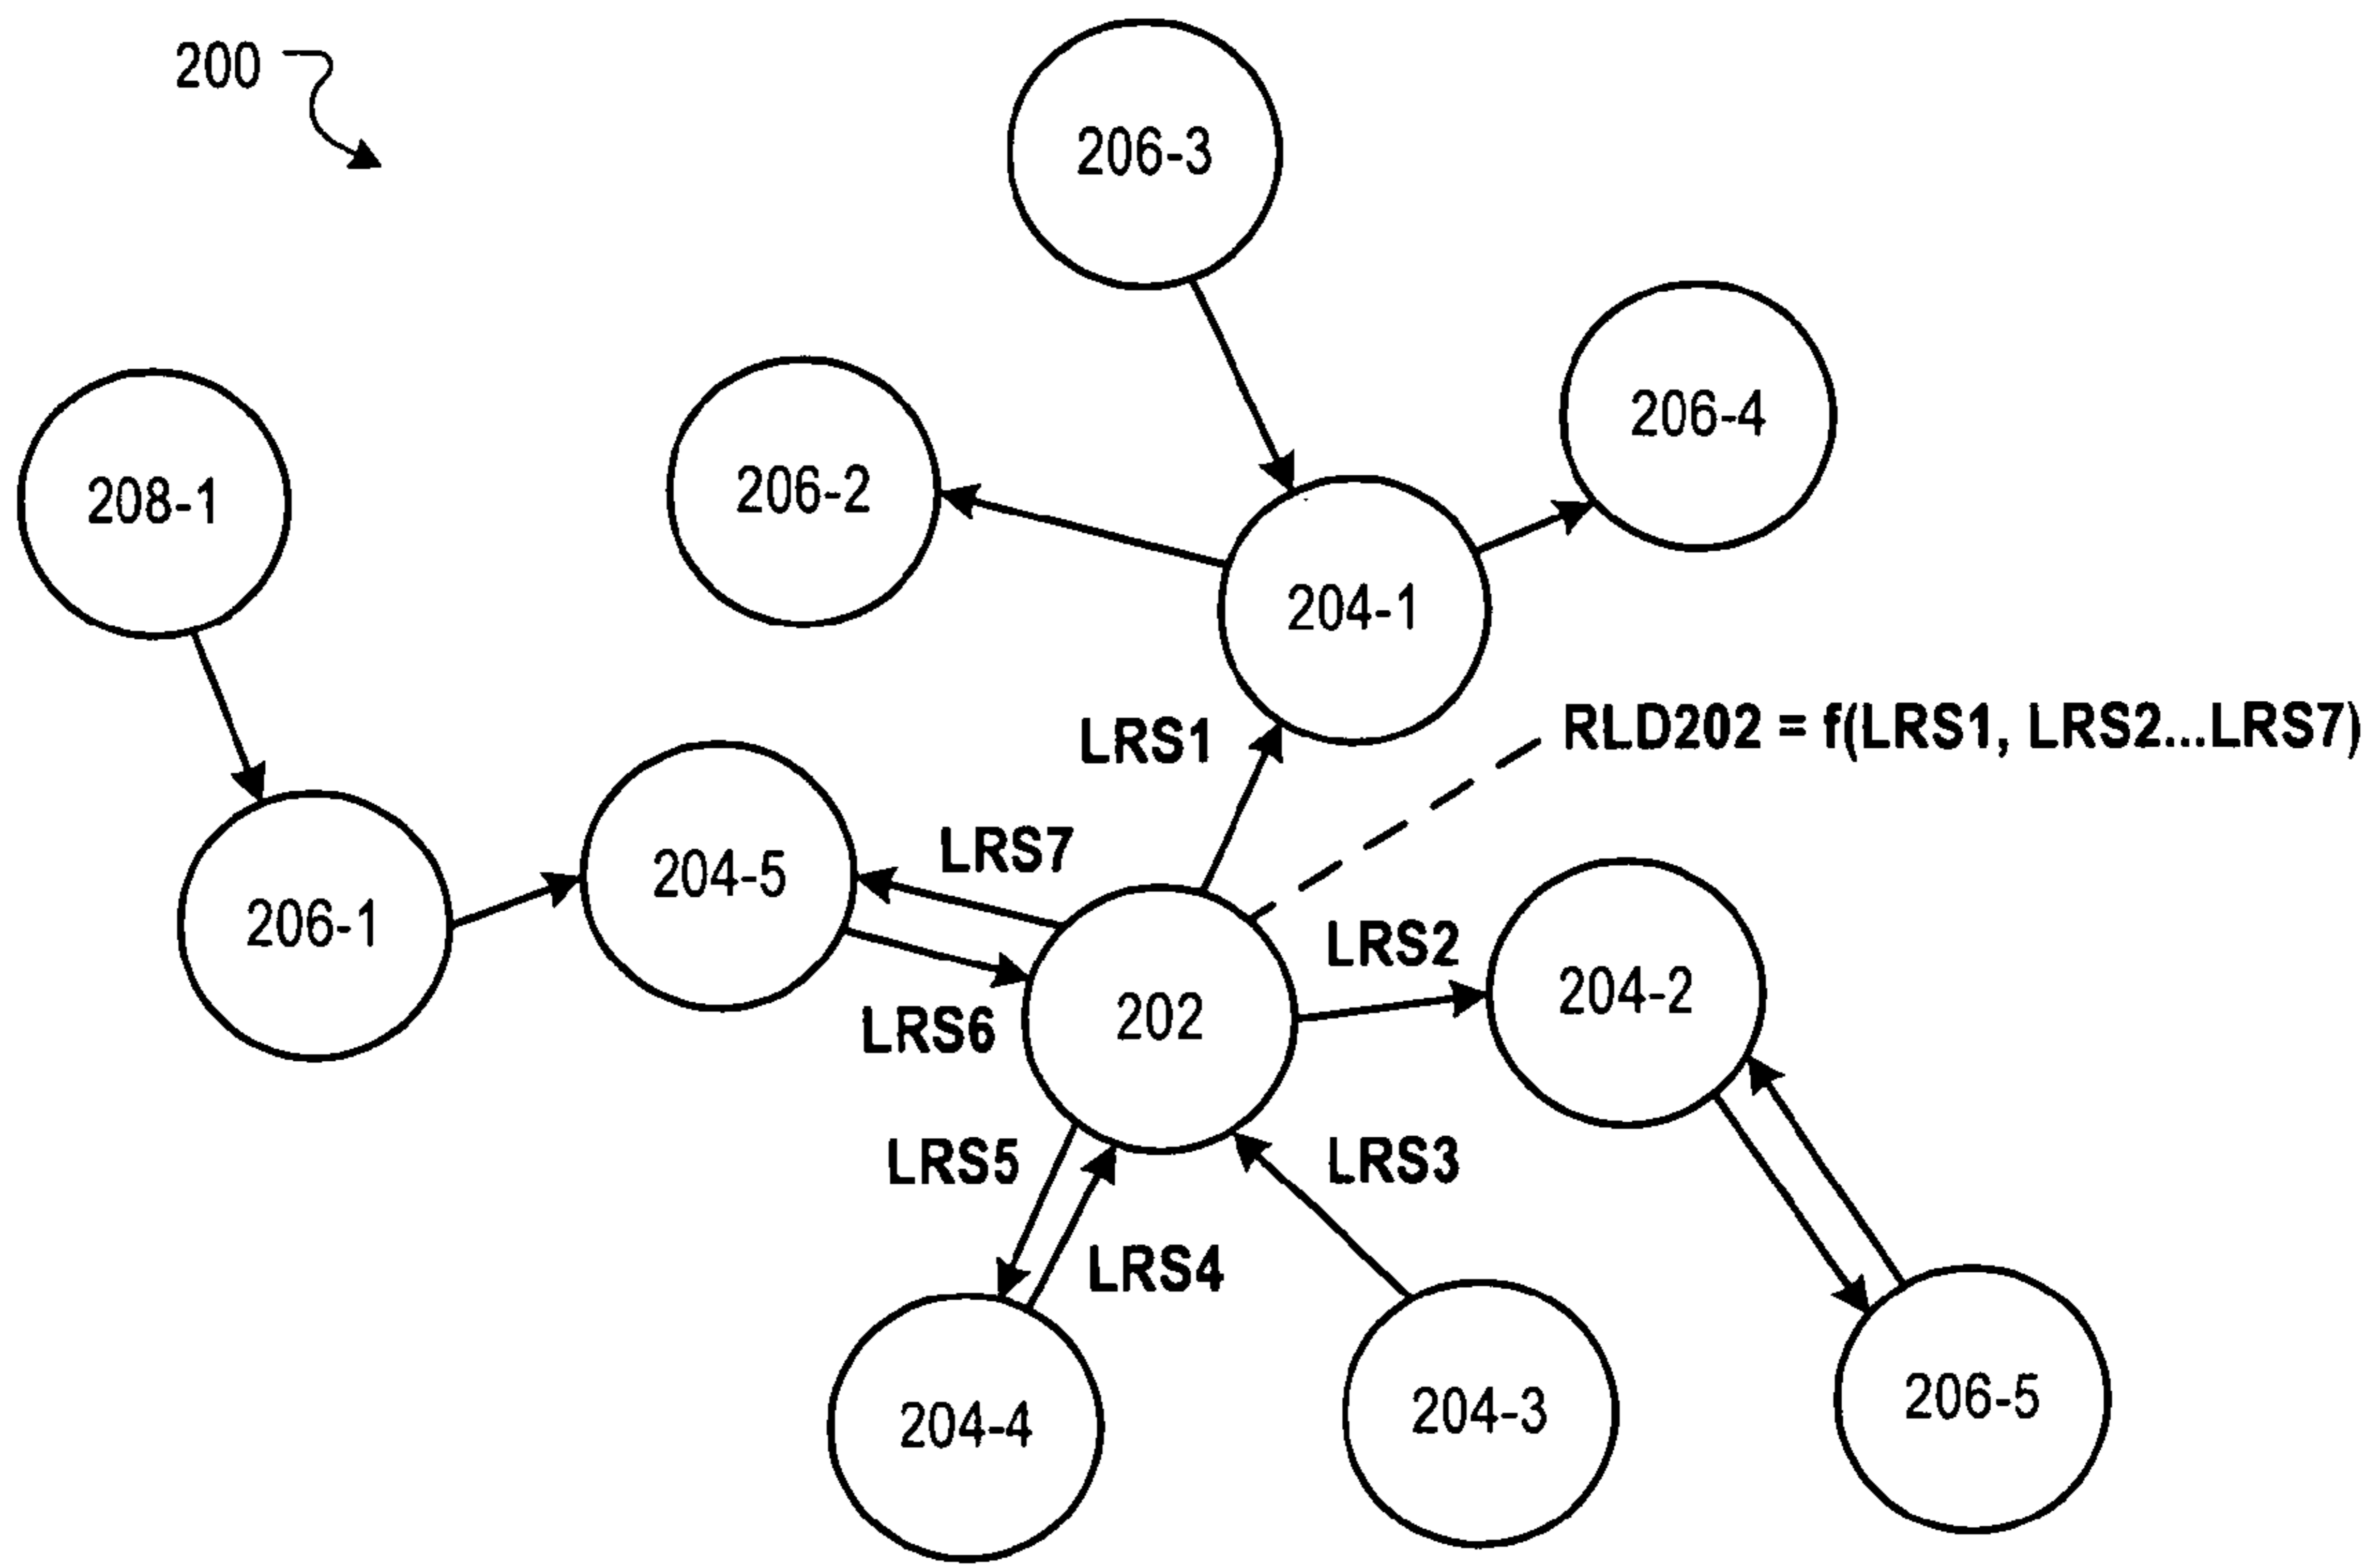 200
206-3
206-4
208-1
206-2
204-1
LRS1
RLD202 = f(LRS1, LRS2...LRS7)
LRS7
204-5
206-1
LRS2
204-2
202
LRS6
LRS5
LRS3
LRS4
204-4
204-3
206-5